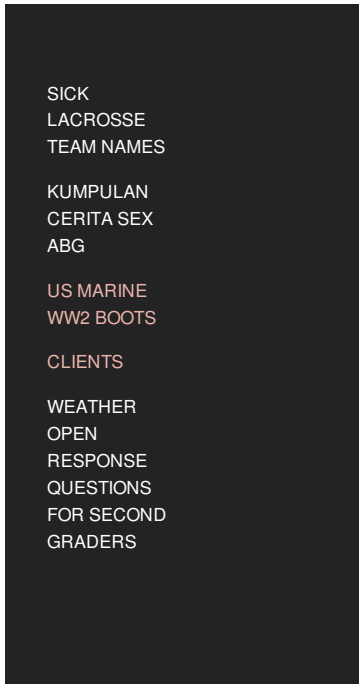 SICK
LACROSSE
TEAM NAMES
KUMPULAN
CERITA SEX
ABG
US MARINE
WW2 BOOTS
CLIENTS
WEATHER
OPEN
RESPONSE
QUESTIONS
FOR SECOND
GRADERS